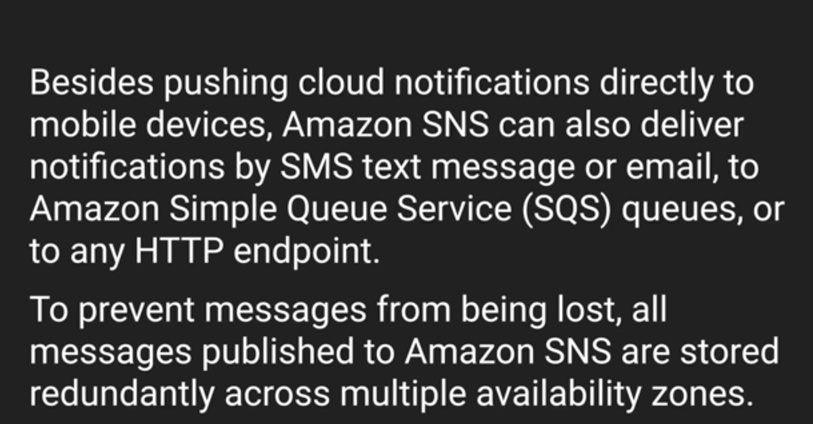 Besides pushing cloud notifications directly to
mobile devices, Amazon SNS can also deliver
notifications by SMS text message or email, to
Amazon Simple Queue Service (SQS) queues, or
to any HTTP endpoint.
To prevent messages from being lost, all
messages published to Amazon SNS are stored
redundantly across multiple availability zones.